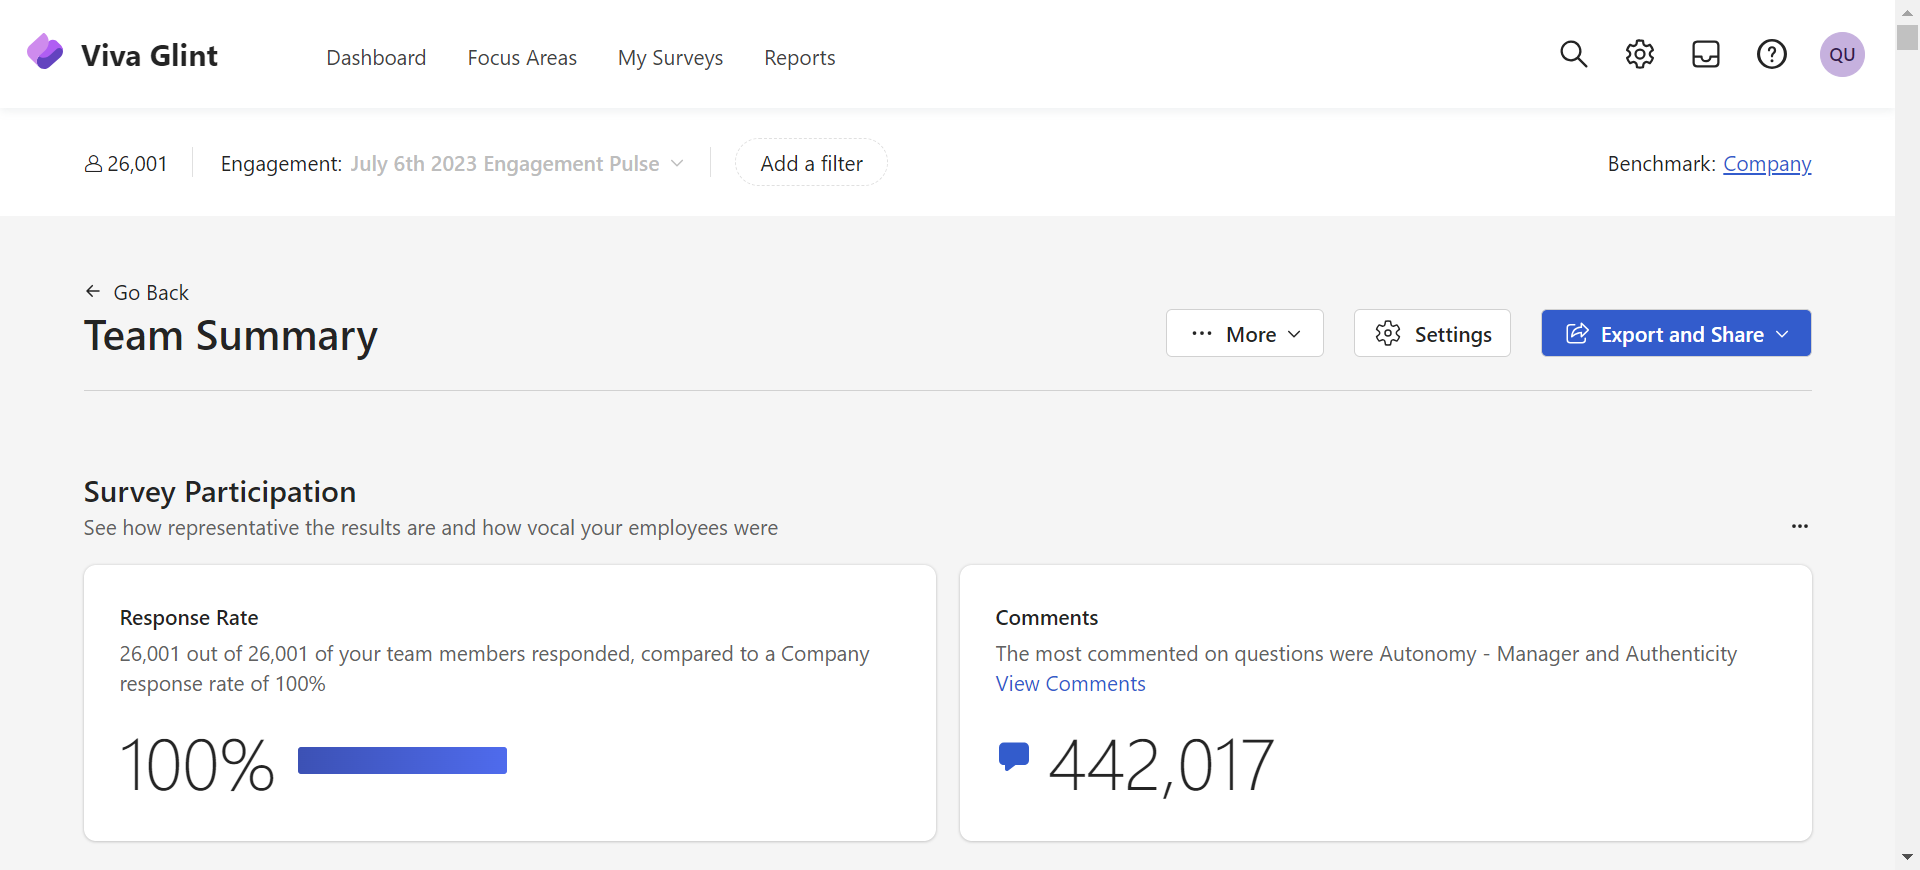 Viva Glint
Dashboard
Focus Areas
My Surveys
Reports
QU
26,001
Engagement: July 6th 2023 Engagement Pulse
Add a filter
Benchmark: Company
Go Back
Team Summary
More
Settings
Export and Share
Survey Participation
See how representative the results are and how vocal your employees were
Response Rate
26,001 out of 26,001 of your team members responded, compared to a Company
response rate of 100%
100%
Comments
The most commented on questions were Autonomy - Manager and Authenticity
View Comments
442,017